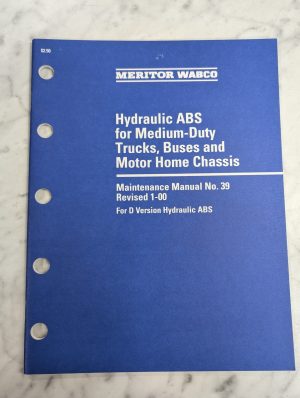 $2.50
MERITOR WABCO
Hydraulic ABS
for Medium-Duty
Trucks, Buses and
Motor Home Chassis
Maintenance Manual No. 39
Revised 1-00
For D Version Hydraulic ABS